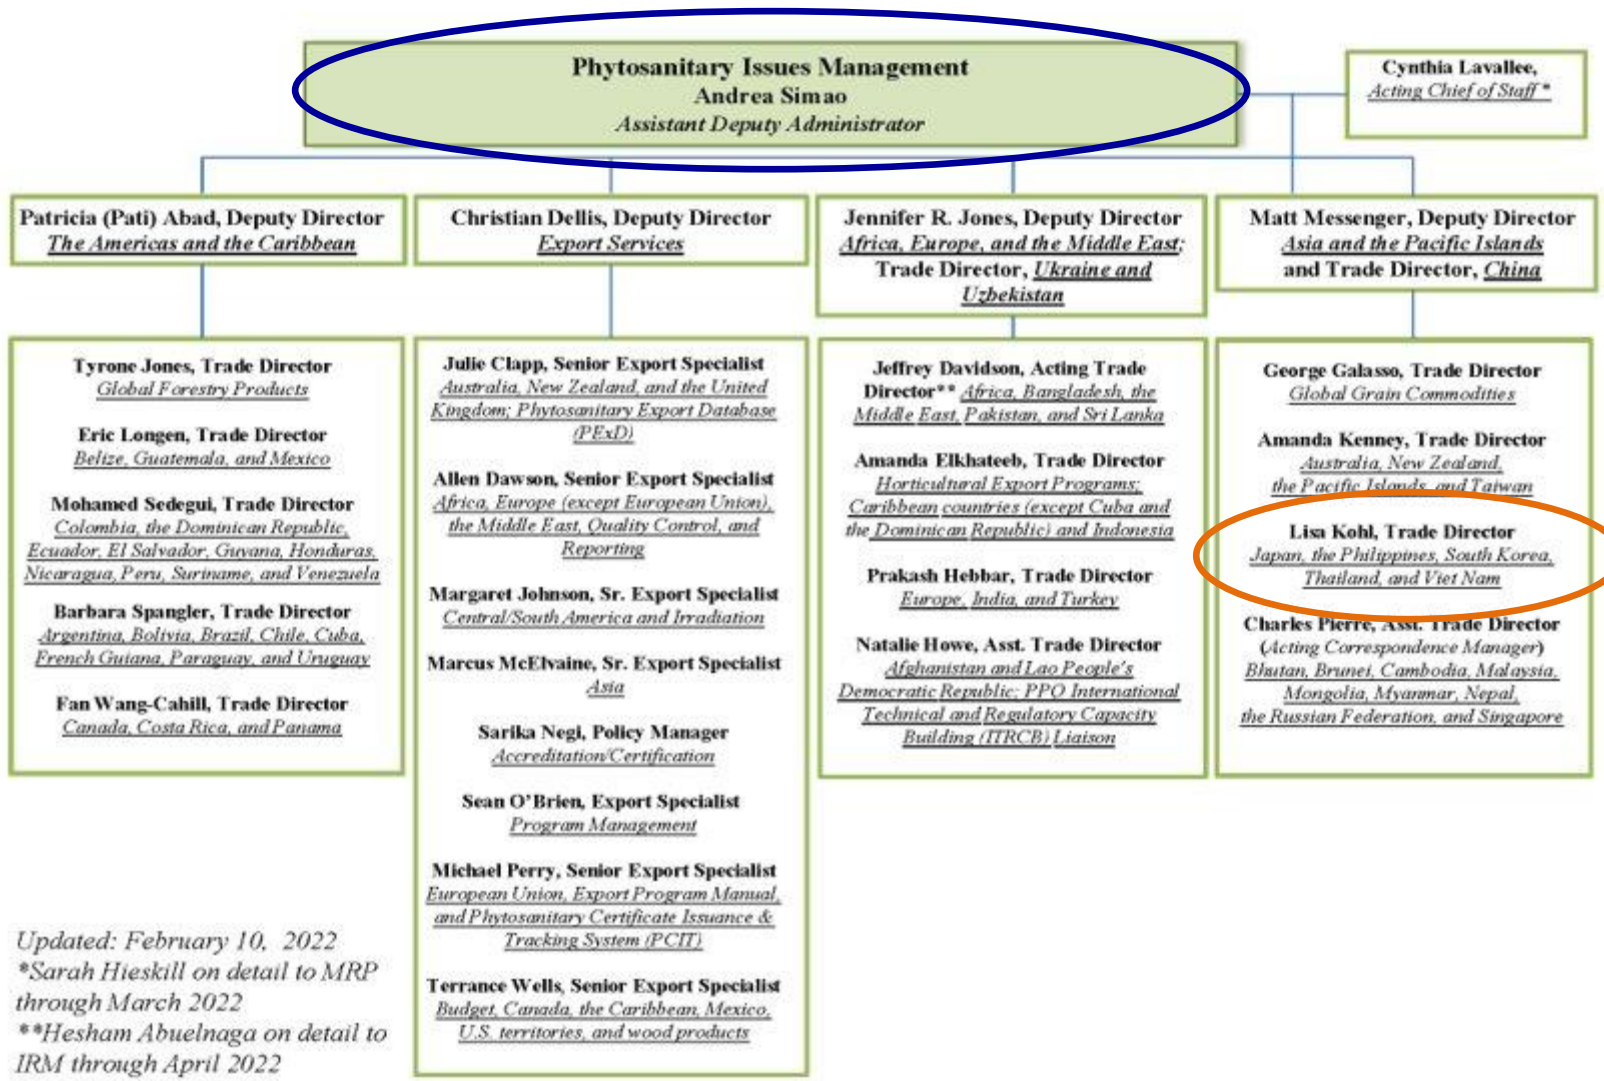 Phytosanitary Issues Management
Andrea Simao
Assistant Deputy Administrator
Cynthia Lavallee,
Acting Chief of Staff *
Patricia (Pati) Abad, Deputy Director
The Americas and the Caribbean
Christian Dellis, Deputy Director
Export Services
Jennifer R. Jones, Deputy Director
Africa, Europe, and the Middle East;
Trade Director, Ukraine and
Uzbekistan
Matt Messenger, Deputy Director
Asia and the Pacific Islands
and Trade Director, China
Tyrone Jones, Trade Director
Global Forestry Products
Eric Longen, Trade Director
Belize, Guatemala, and Mexico
Mohamed Sedegui, Trade Director
Colombia, the Dominican Republic,
Ecuador, El Salvador, Guyana, Honduras,
Nicaragua, Peru, Suriname, and Venezuela
Barbara Spangler, Trade Director
Argentina, Bolivia, Brazil, Chile, Cuba,
French Guiana, Paraguay, and Uruguay
Fan Wang-Cahill, Trade Director
Canada, Costa Rica, and Panama
Julie Clapp, Senior Export Specialist
Australia, New Zealand, and the United
Kingdom; Phytosanitary Export Database
(PExD)
Allen Dawson, Senior Export Specialist
Africa, Europe (except European Union),
the Middle East, Quality Control, and
Reporting
Margaret Johnson, Sr. Export Specialist
Central/South America and Irradiation
Marcus McElvaine, Sr. Export Specialist
Asia
Sarika Negi, Policy Manager
Accreditation/Certification
Sean O'Brien, Export Specialist
Program Management
Michael Perry, Senior Export Specialist
European Union, Export Program Manual,
and Phytosanitary Certificate Issuance &
Tracking System (PCIT)
Terrance Wells, Senior Export Specialist
Budget, Canada, the Caribbean, Mexico,
U.S. territories, and wood products
Jeffrey Davidson, Acting Trade
Director** Africa, Bangladesh, the
Middle East, Pakistan, and Sri Lanka
Amanda Elkhateeb, Trade Director
Horticultural Export Programs;
Caribbean countries (except Cuba and
the Dominican Republic) and Indonesia
Prakash Hebbar, Trade Director
Europe, India, and Turkey
Natalie Howe, Asst. Trade Director
Afghanistan and Lao People's
Democratic Republic; PPO International
Technical and Regulatory Capacity
Building (ITRCB) Liaison
George Galasso, Trade Director
Global Grain Commodities
Amanda Kenney, Trade Director
Australia, New Zealand,
the Pacific Islands, and Taiwan
Lisa Kohl, Trade Director
Japan, the Philippines, South Korea,
Thailand, and Viet Nam
Charles Pierre, Asst. Trade Director
(Acting Correspondence Manager)
Bhutan, Brunei, Cambodia, Malaysia,
Mongolia, Myanmar, Nepal,
the Russian Federation, and Singapore
Updated: February 10, 2022
*Sarah Hieskill on detail to MRP
through March 2022
**Hesham Abuelnaga on detail to
IRM through April 2022